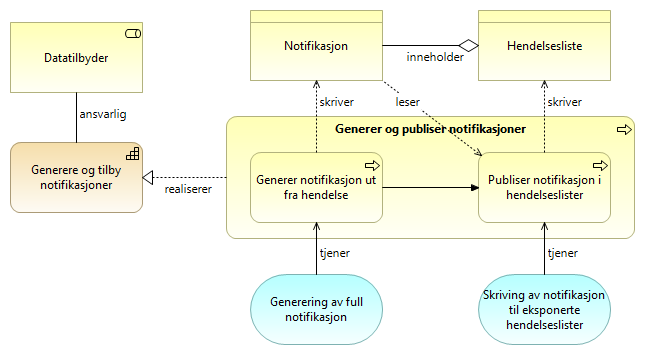 Datatilbyder
Notifikasjon
Hendelsesliste
inneholder
ansvarlig
skriver
leser
skriver
Generer og publiser notifikasjoner
Generere og tilby
notifikasjoner
realiserer
Generer notifikasjon ut
fra hendelse
Publiser notifikasjon i
hendelseslister
tjener
tjener
Generering av full
notifikasjon
Skriving av notifikasjon
til eksponerte
hendelseslister